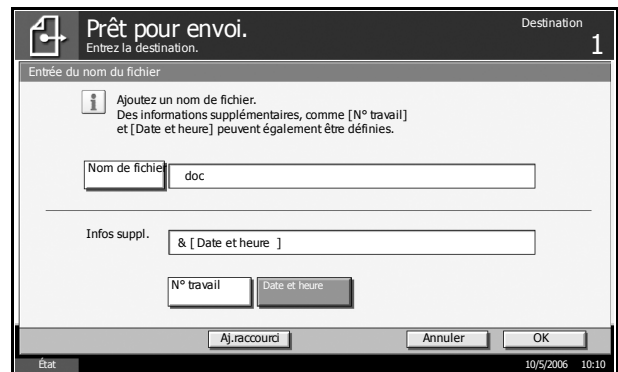 Prêt pour envoi.
Entrez la destination.
Destination
1
Entrée du nom du fichier
Ajoutez un nom de fichier.
Des informations supplémentaires, comme [N° travail]
et [Date et heure] peuvent également être définies.
Nom de fichier
doc
Infos suppl.
& [ Date et heure ]
N° travail
Date et heure
Aj.raccourci
Annuler
OK
État
10/5/2006 10:10